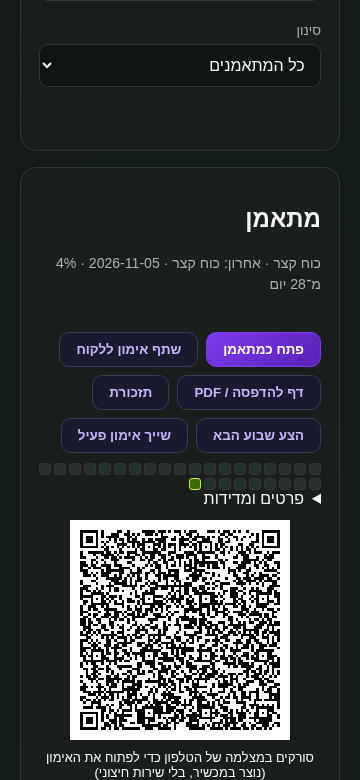 סינון
כל המתאמנים
מתאמן
כוח קצר · אחרון: כוח קצר · 2026-11-05 · 4%
מ־28 יום
פתח כמתאמן
שתף אימון ללקוח
דף להדפסה / PDF
תזכורת
הצע שבוע הבא
שייך אימון פעיל
פרטים ומדידות
סורקים במצלמה של הטלפון כדי לפתוח את האימון
(נוצר במכשיר, בלי שירות חיצוני)